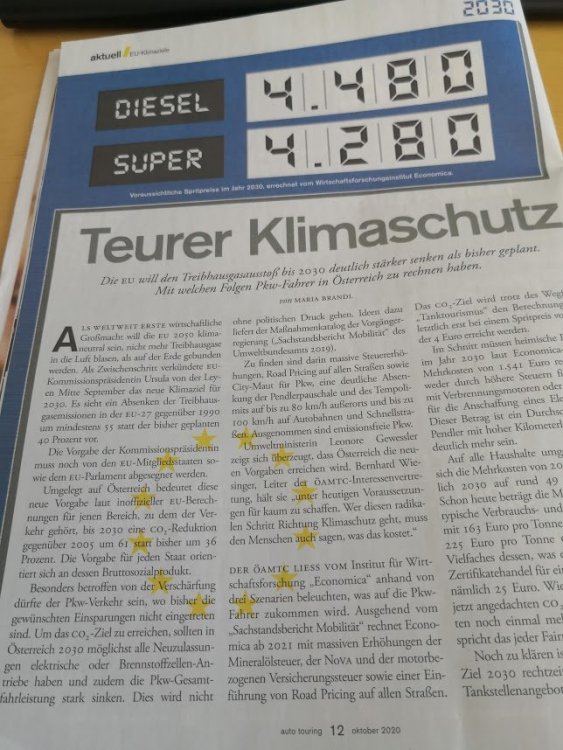 2030
aktuell // EU-Klimaziele
DIESEL 4.480
SUPER 4.280
Voraussichtliche Spritpreise im Jahr 2030, errechnet vom Wirtschaftsforschungsinstitut Economica.
Teurer Klimaschutz
Die EU will den Treibhausgasausstoß bis 2030 deutlich stärker senken als bisher geplant.
Mit welchen Folgen Pkw-Fahrer in Österreich zu rechnen haben.
VON MARIA BRANDL
ALS WELTWEIT ERSTE wirtschaftliche
Großmacht will die EU 2050 klima-
neutral sein, nicht mehr Treibhausgase
in die Luft blasen, als auf der Erde gebunden
werden. Als Zwischenschritt verkündete EU-
Kommissionspräsidentin Ursula von der Ley-
en Mitte September das neue Klimaziel für
2030. Es sieht ein Absenken der Treibhaus-
gasemissionen in der EU-27 gegenüber 1990
um mindestens 55 statt der bisher geplanten
40 Prozent vor.
Die Vorgabe der Kommissionspräsidentin
muss noch von den EU-Mitgliedsstaaten so-
wie dem EU-Parlament abgesegnet werden.
Umgelegt auf Österreich bedeutet diese
neue Vorgabe laut inoffizieller EU-Berech-
nungen für jenen Bereich, zu dem der Ver-
kehr gehört, bis 2030 eine CO₂-Reduktion
gegenüber 2005 um 61 statt bisher um 36
Prozent. Die Vorgabe für jeden Staat orien-
tiert sich an dessen Bruttosozialprodukt.
Besonders betroffen von der Verschärfung
dürfte der Pkw-Verkehr sein, wo bisher die
gewünschten Einsparungen nicht eingetreten
sind. Um das CO₂-Ziel zu erreichen, sollten in
Österreich 2030 möglichst alle Neuzulassun-
gen elektrische oder Brennstoffzellen-An-
triebe haben und zudem die Pkw-Gesamt-
fahrleistung stark sinken. Dies wird nicht
ohne politischen Druck gehen. Ideen dazu
liefert der Maßnahmenkatalog der Vorgänger-
regierung („Sachstandsbericht Mobilität“ des
Umweltbundesamts 2019).
Zu finden sind darin massive Steuererhö-
hungen, Road Pricing auf allen Straßen sowie
City-Maut für Pkw, eine deutliche Absen-
kung der Pendlerpauschale und des Tempoli-
mits auf bis zu 80 km/h außerorts und bis zu
100 km/h auf Autobahnen und Schnellstra-
ßen. Ausgenommen sind emissionsfreie Pkw.
Umweltministerin Leonore Gewessler
zeigt sich überzeugt, dass Österreich die neu-
en Vorgaben erreichen wird. Bernhard Wie-
singer, Leiter der ÖAMTC-Interessenvertre-
tung, hält sie „unter heutigen Voraussetzun-
gen für kaum zu schaffen. Wer diesen radika-
len Schritt Richtung Klimaschutz geht, muss
den Menschen auch sagen, was das kostet.“
DER ÖAMTC LIESS VOM Institut für Wirt-
schaftsforschung „Economica“ anhand von
drei Szenarien beleuchten, was auf die Pkw-
Fahrer zukommen wird. Ausgehend vom
„Sachstandsbericht Mobilität“ rechnet Econo-
mica ab 2021 mit massiven Erhöhungen der
Mineralölsteuer, der NoVA und der motorbe-
zogenen Versicherungssteuer sowie einer Ein-
führung von Road Pricing auf allen Straßen.
Das CO₂-Ziel wird trotz des Weg
„Tanktourismus“ den Berechnung
letztlich erst bei einem Spritpreis vo
der 4 Euro erreicht werden.
Im Schnitt müssen heimische
im Jahr 2030 laut Economica
Mehrkosten von 1.541 Euro re
weder durch höhere Steuern f
mit Verbrennungsmotoren oder
für die Anschaffung eines Ele
Dieser Betrag ist ein Durchsc
Pendler mit hoher Kilometerl
deutlich mehr sein.
Auf alle Haushalte umg
sich die Mehrkosten von 20
lich 2030 auf rund 49
Schon heute beträgt die M
typische Verbrauchs- und
mit 163 Euro pro Tonne
225 Euro pro Tonne
Vielfaches dessen, was
Zertifikatehandel für ei
nämlich 25 Euro. Wie
jetzt angedachten CO₂
ten noch einmal meh
spricht das jeder Fair
Noch zu klären is
Ziel 2030 rechtzei
Tankstellenangebot
auto touring 12 oktober 2020